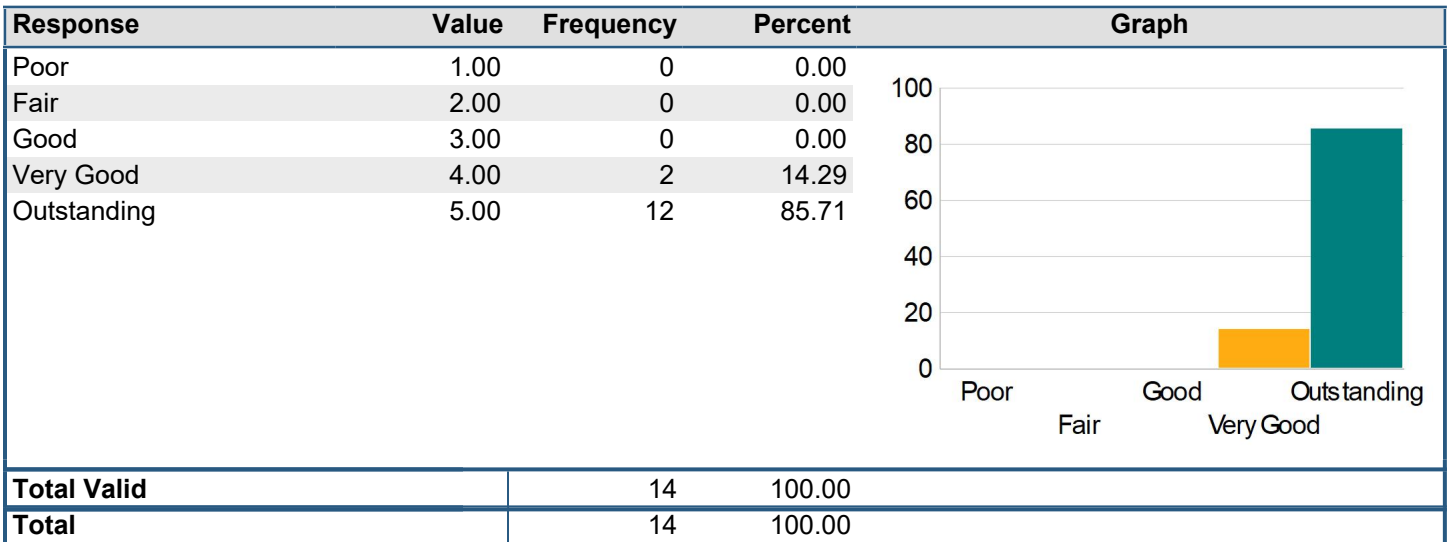 Response Value Frequency Percent Graph
Poor 1.00 0 0.00
Fair 2.00 0 0.00
Good 3.00 0 0.00
Very Good 4.00 2 14.29
Outstanding 5.00 12 85.71
100
80
60
40
20
0
Poor Good Outstanding
Fair Very Good
Total Valid 14 100.00
Total 14 100.00